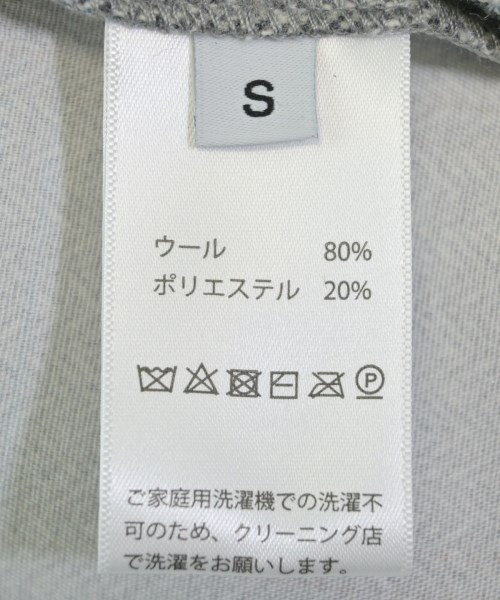 S
ウール 80%
ポリエステル 20%
P
ご家庭用洗濯機での洗濯不
可のため、クリーニング店
で洗濯をお願いします。